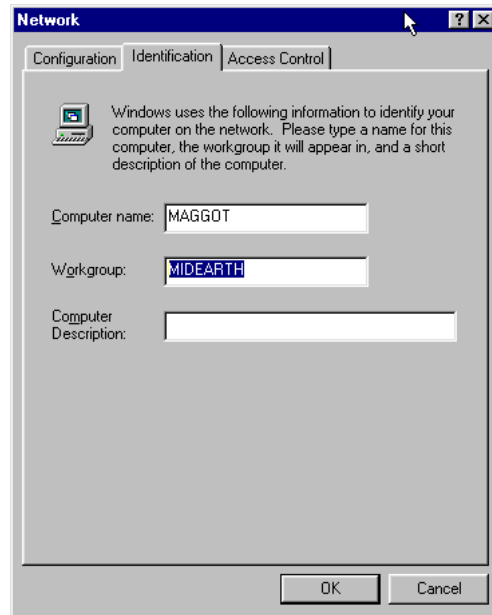 Network
Configuration Identification Access Control
Windows uses the following information to identify your
computer on the network. Please type a name for this
computer, the workgroup it will appear in, and a short
description of the computer.
Computer name: MAGGOT
Workgroup: MIDEARTH
Computer
Description:
OK Cancel